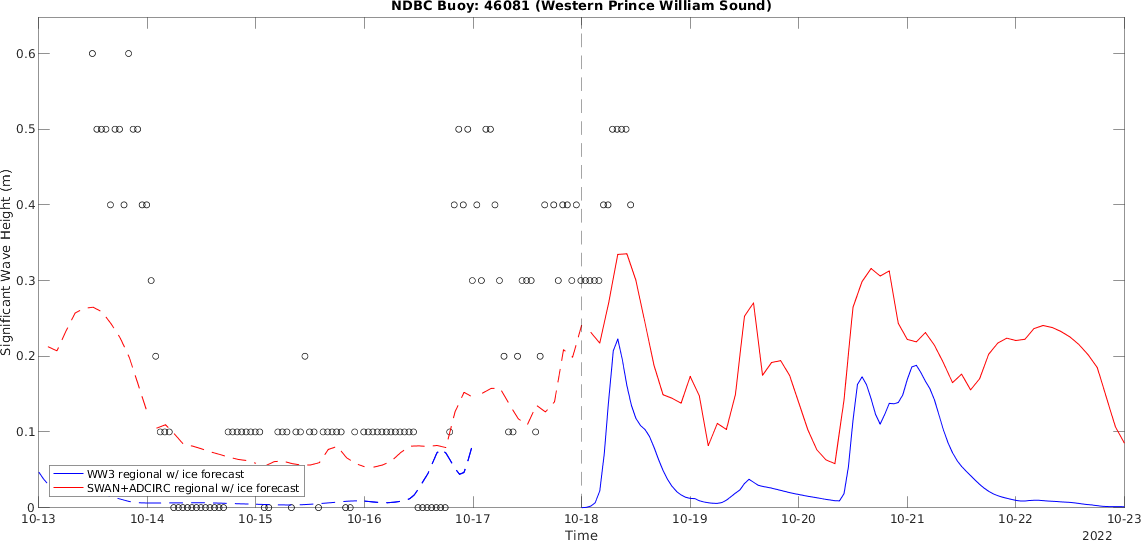 NDBC Buoy: 46081 (Western Prince William Sound)
Significant Wave Height (m)
0.6
0.5
0.4
0.3
0.2
0.1
0
WW3 regional w/ ice forecast
SWAN+ADCIRC regional w/ ice forecast
10-13 10-14 10-15 10-16 10-17 10-18 10-19 10-20 10-21 10-22 10-23
Time
2022